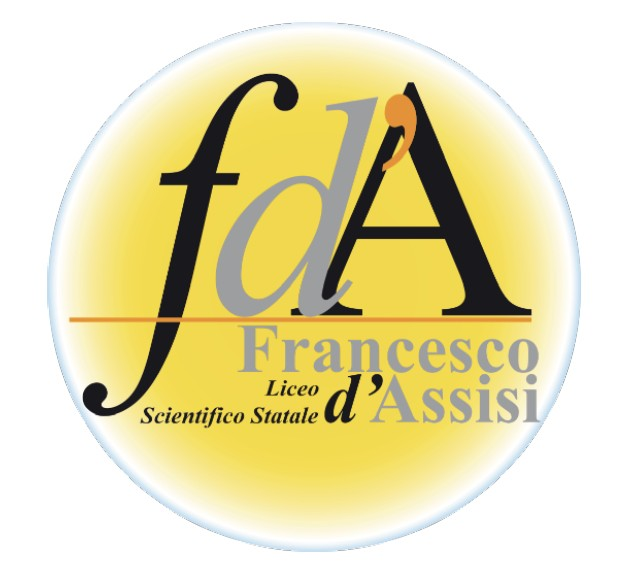 fd'A
Francesco
Liceo
Scientifico Statale d'Assisi